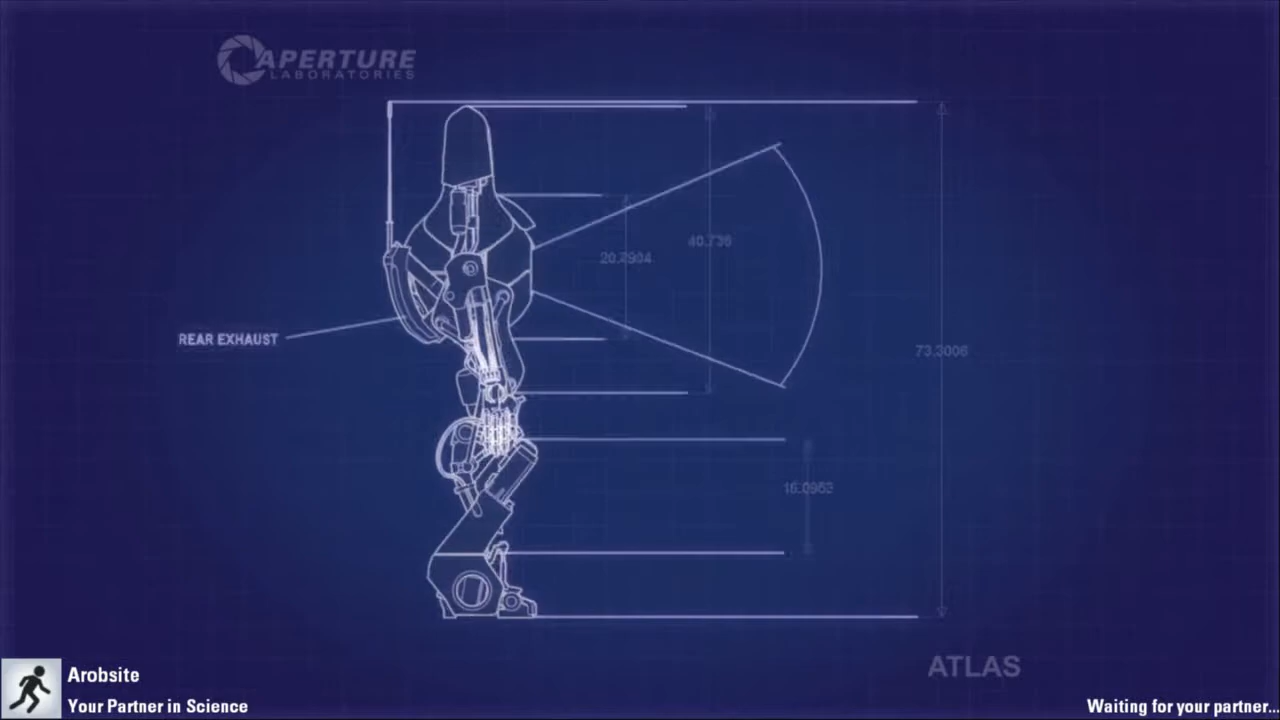 APERTURE
LABORATORIES
40.736
20.2904
REAR EXHAUST
73.3006
16.0952
ATLAS
Arobsite
Your Partner in Science
Waiting for your partner...